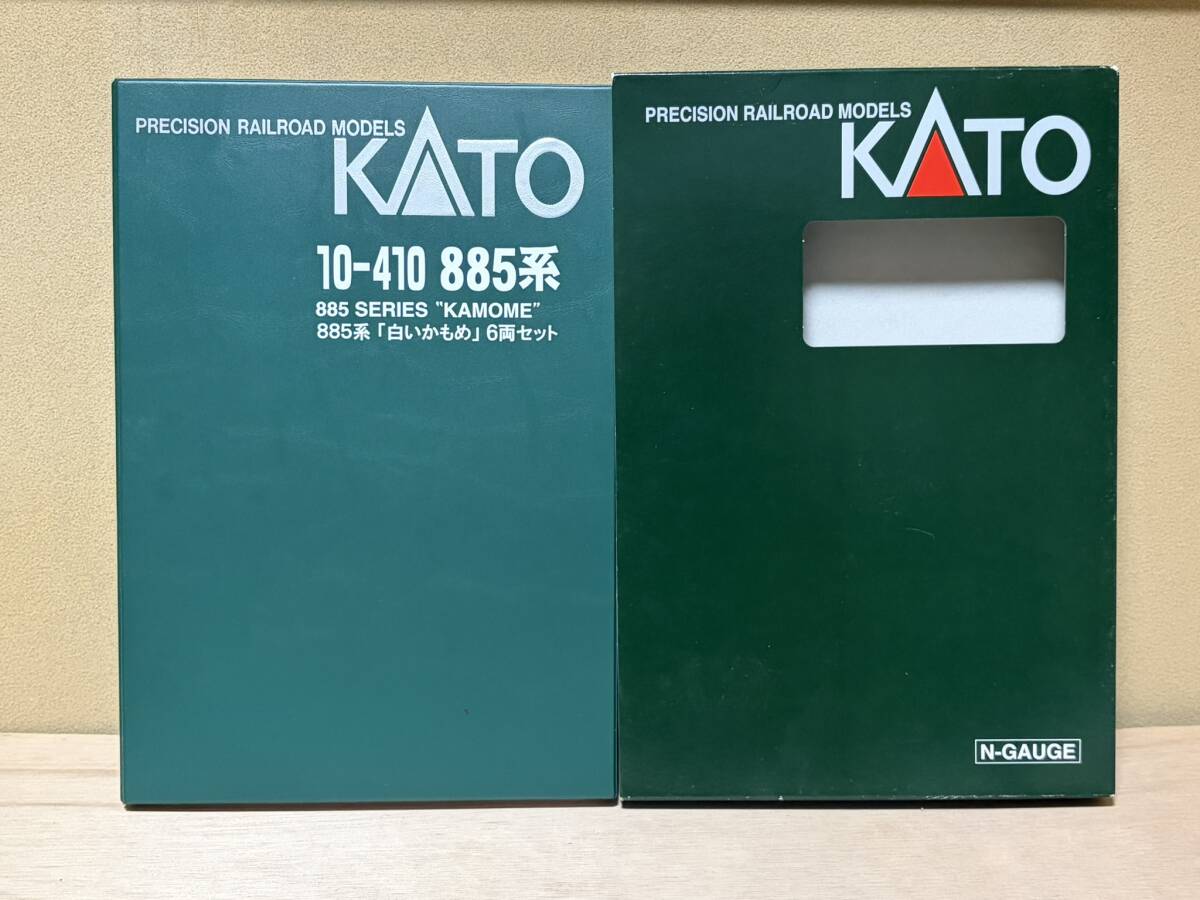 PRECISION RAILROAD MODELS
KATO
10-410 885系
885 SERIES "KAMOME"
885系「白いかもめ」6両セット
PRECISION RAILROAD MODELS
KATO
N-GAUGE